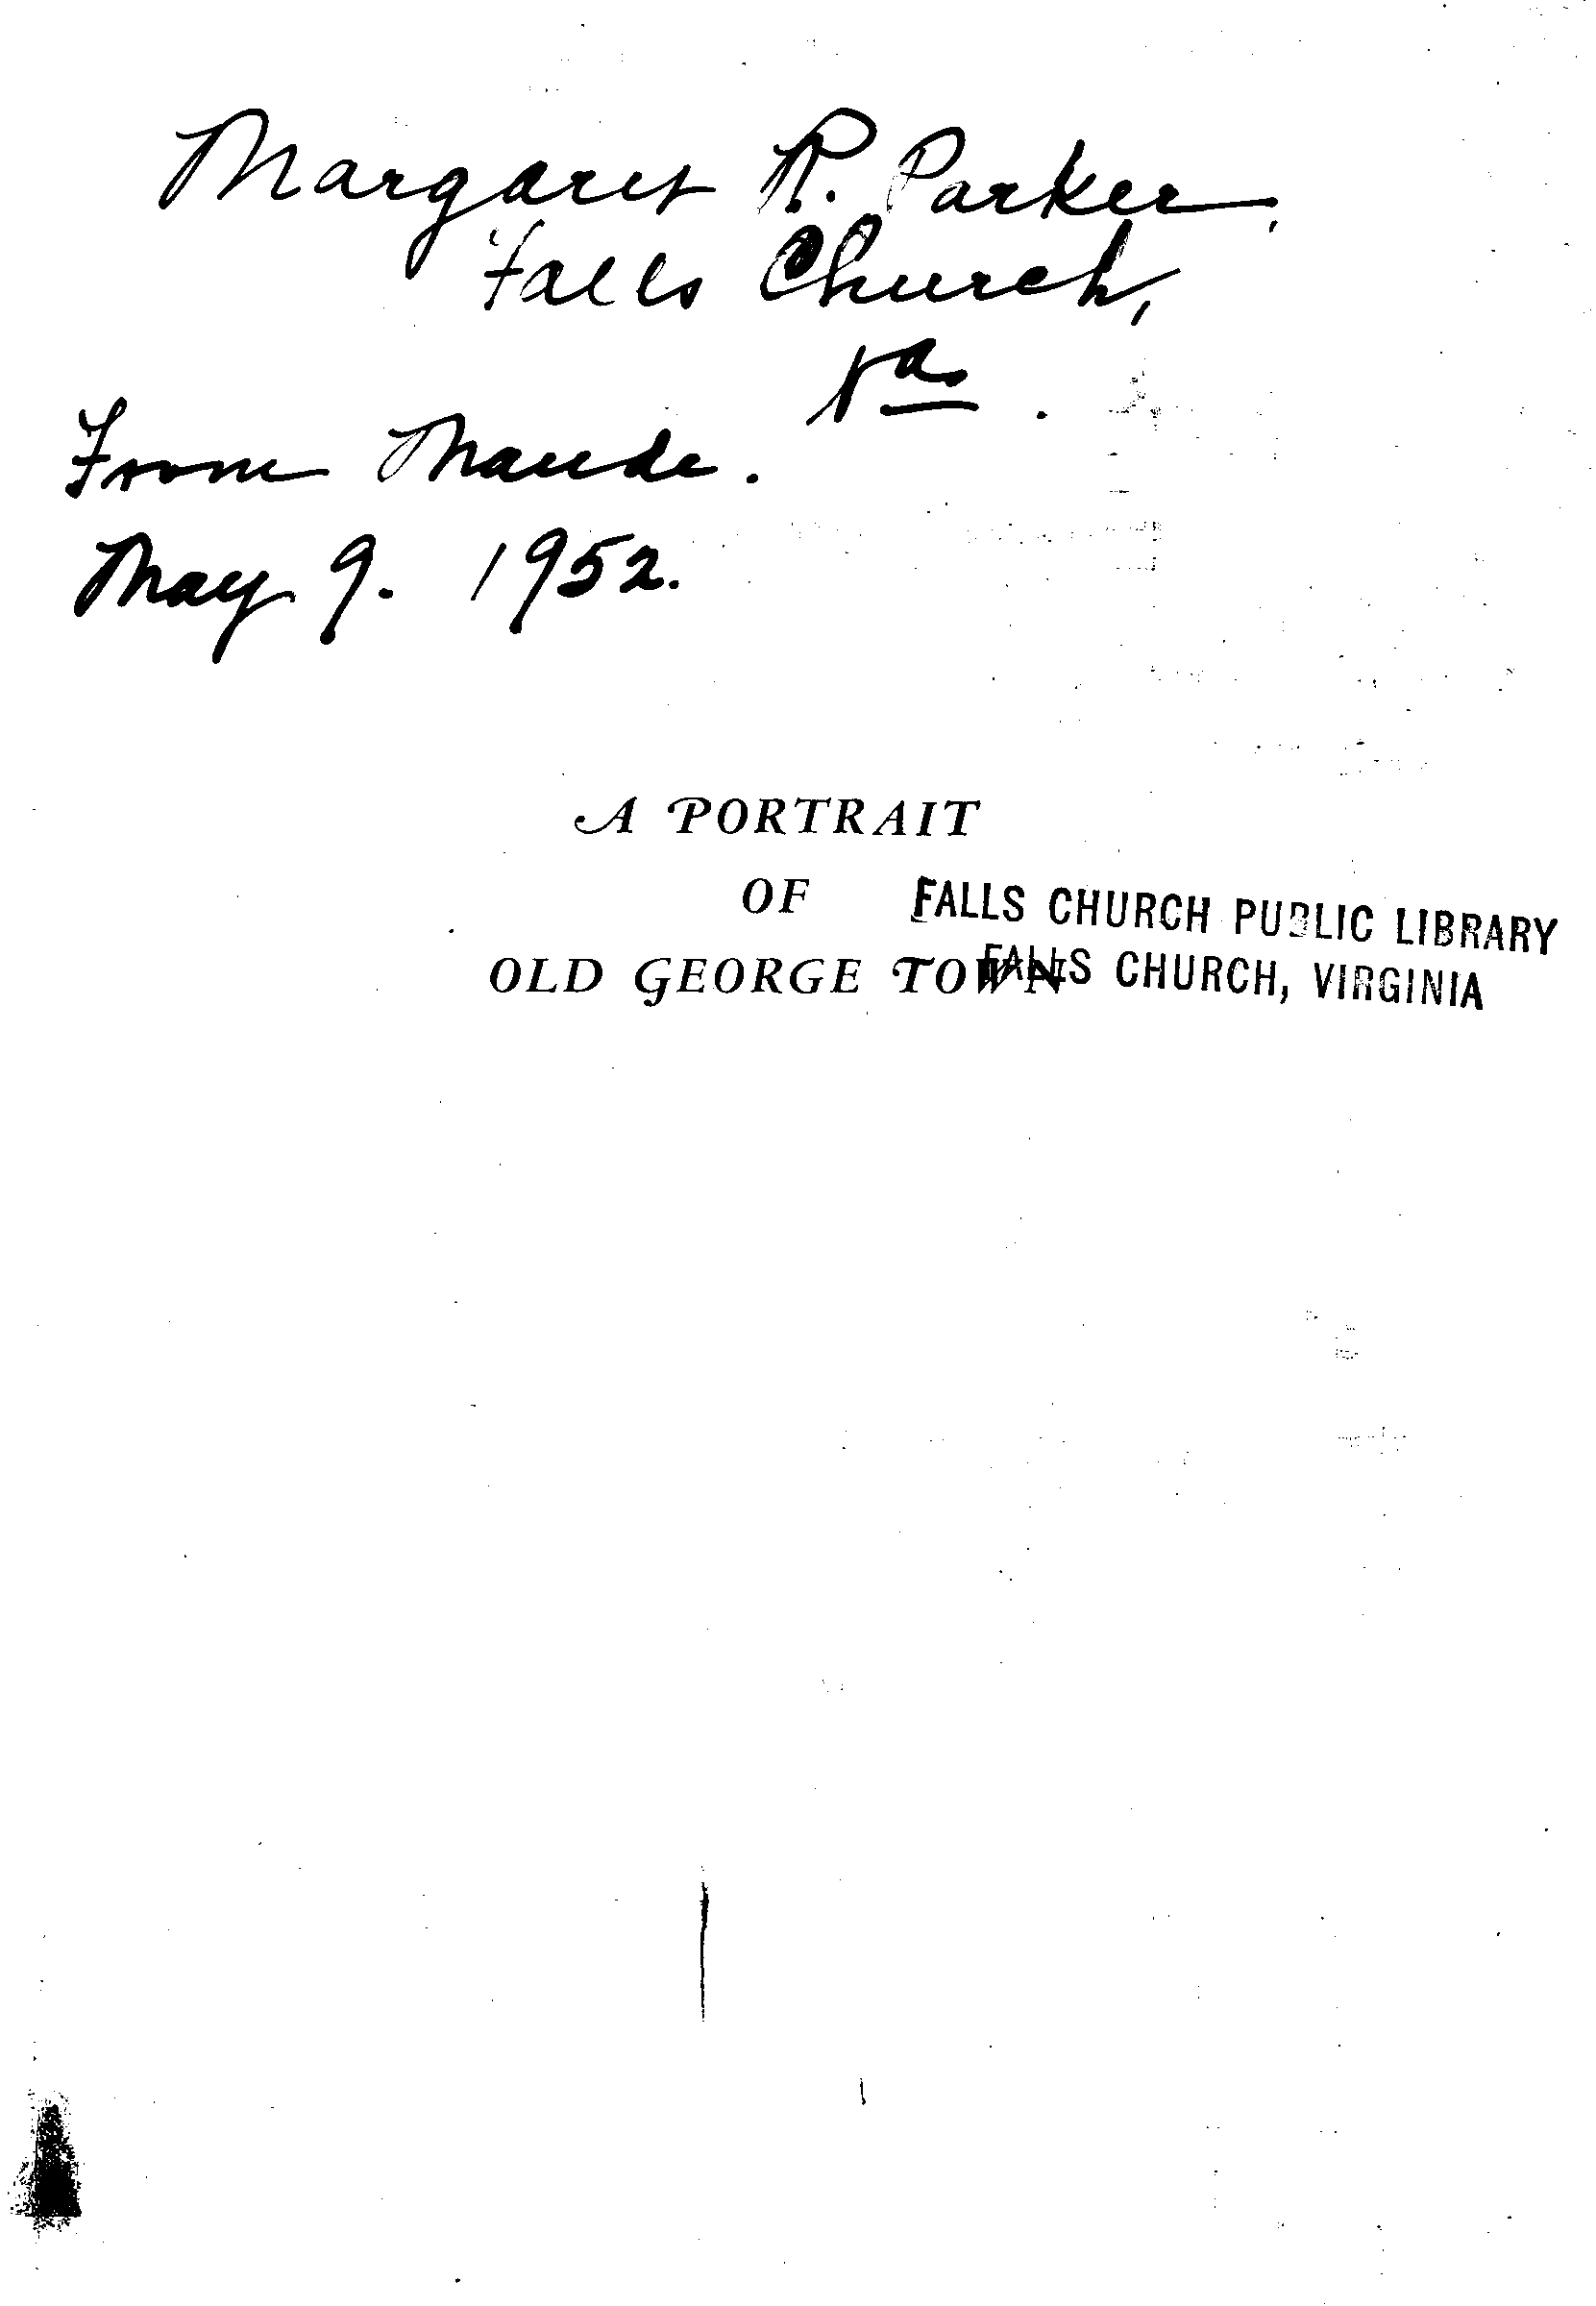 Margaret R. Parker,
Falls Church,
Va.
From Maude.
May 9. 1952.
A PORTRAIT
OF
OLD GEORGE TOWN
FALLS CHURCH PUBLIC LIBRARY
FALLS CHURCH, VIRGINIA